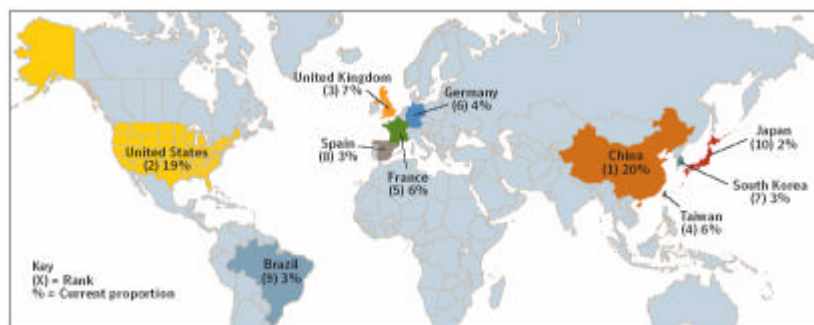 United Kingdom
(3) 7%
Germany
(6) 4%
United States
(2) 19%
Spain
(8) 3%
France
(5) 6%
China
(1) 20%
Japan
(10) 2%
South Korea
(7) 3%
Taiwan
(4) 6%
Brazil
(9) 3%
Key
(X) = Rank
% = Current proportion